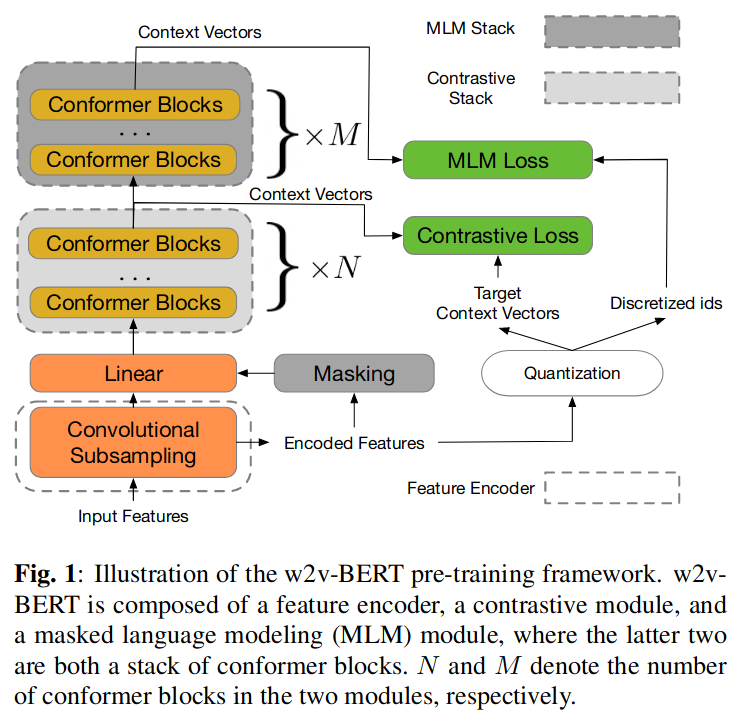 Context Vectors
MLM Stack
Contrastive
Stack
Conformer Blocks
...
Conformer Blocks
× M
MLM Loss
Context Vectors
Conformer Blocks
...
Conformer Blocks
× N
Contrastive Loss
Target
Context Vectors
Discretized ids
Linear
Masking
Quantization
Convolutional
Subsampling
Encoded Features
Feature Encoder
Input Features
Fig. 1: Illustration of the w2v-BERT pre-training framework. w2v-
BERT is composed of a feature encoder, a contrastive module, and
a masked language modeling (MLM) module, where the latter two
are both a stack of conformer blocks. N and M denote the number
of conformer blocks in the two modules, respectively.